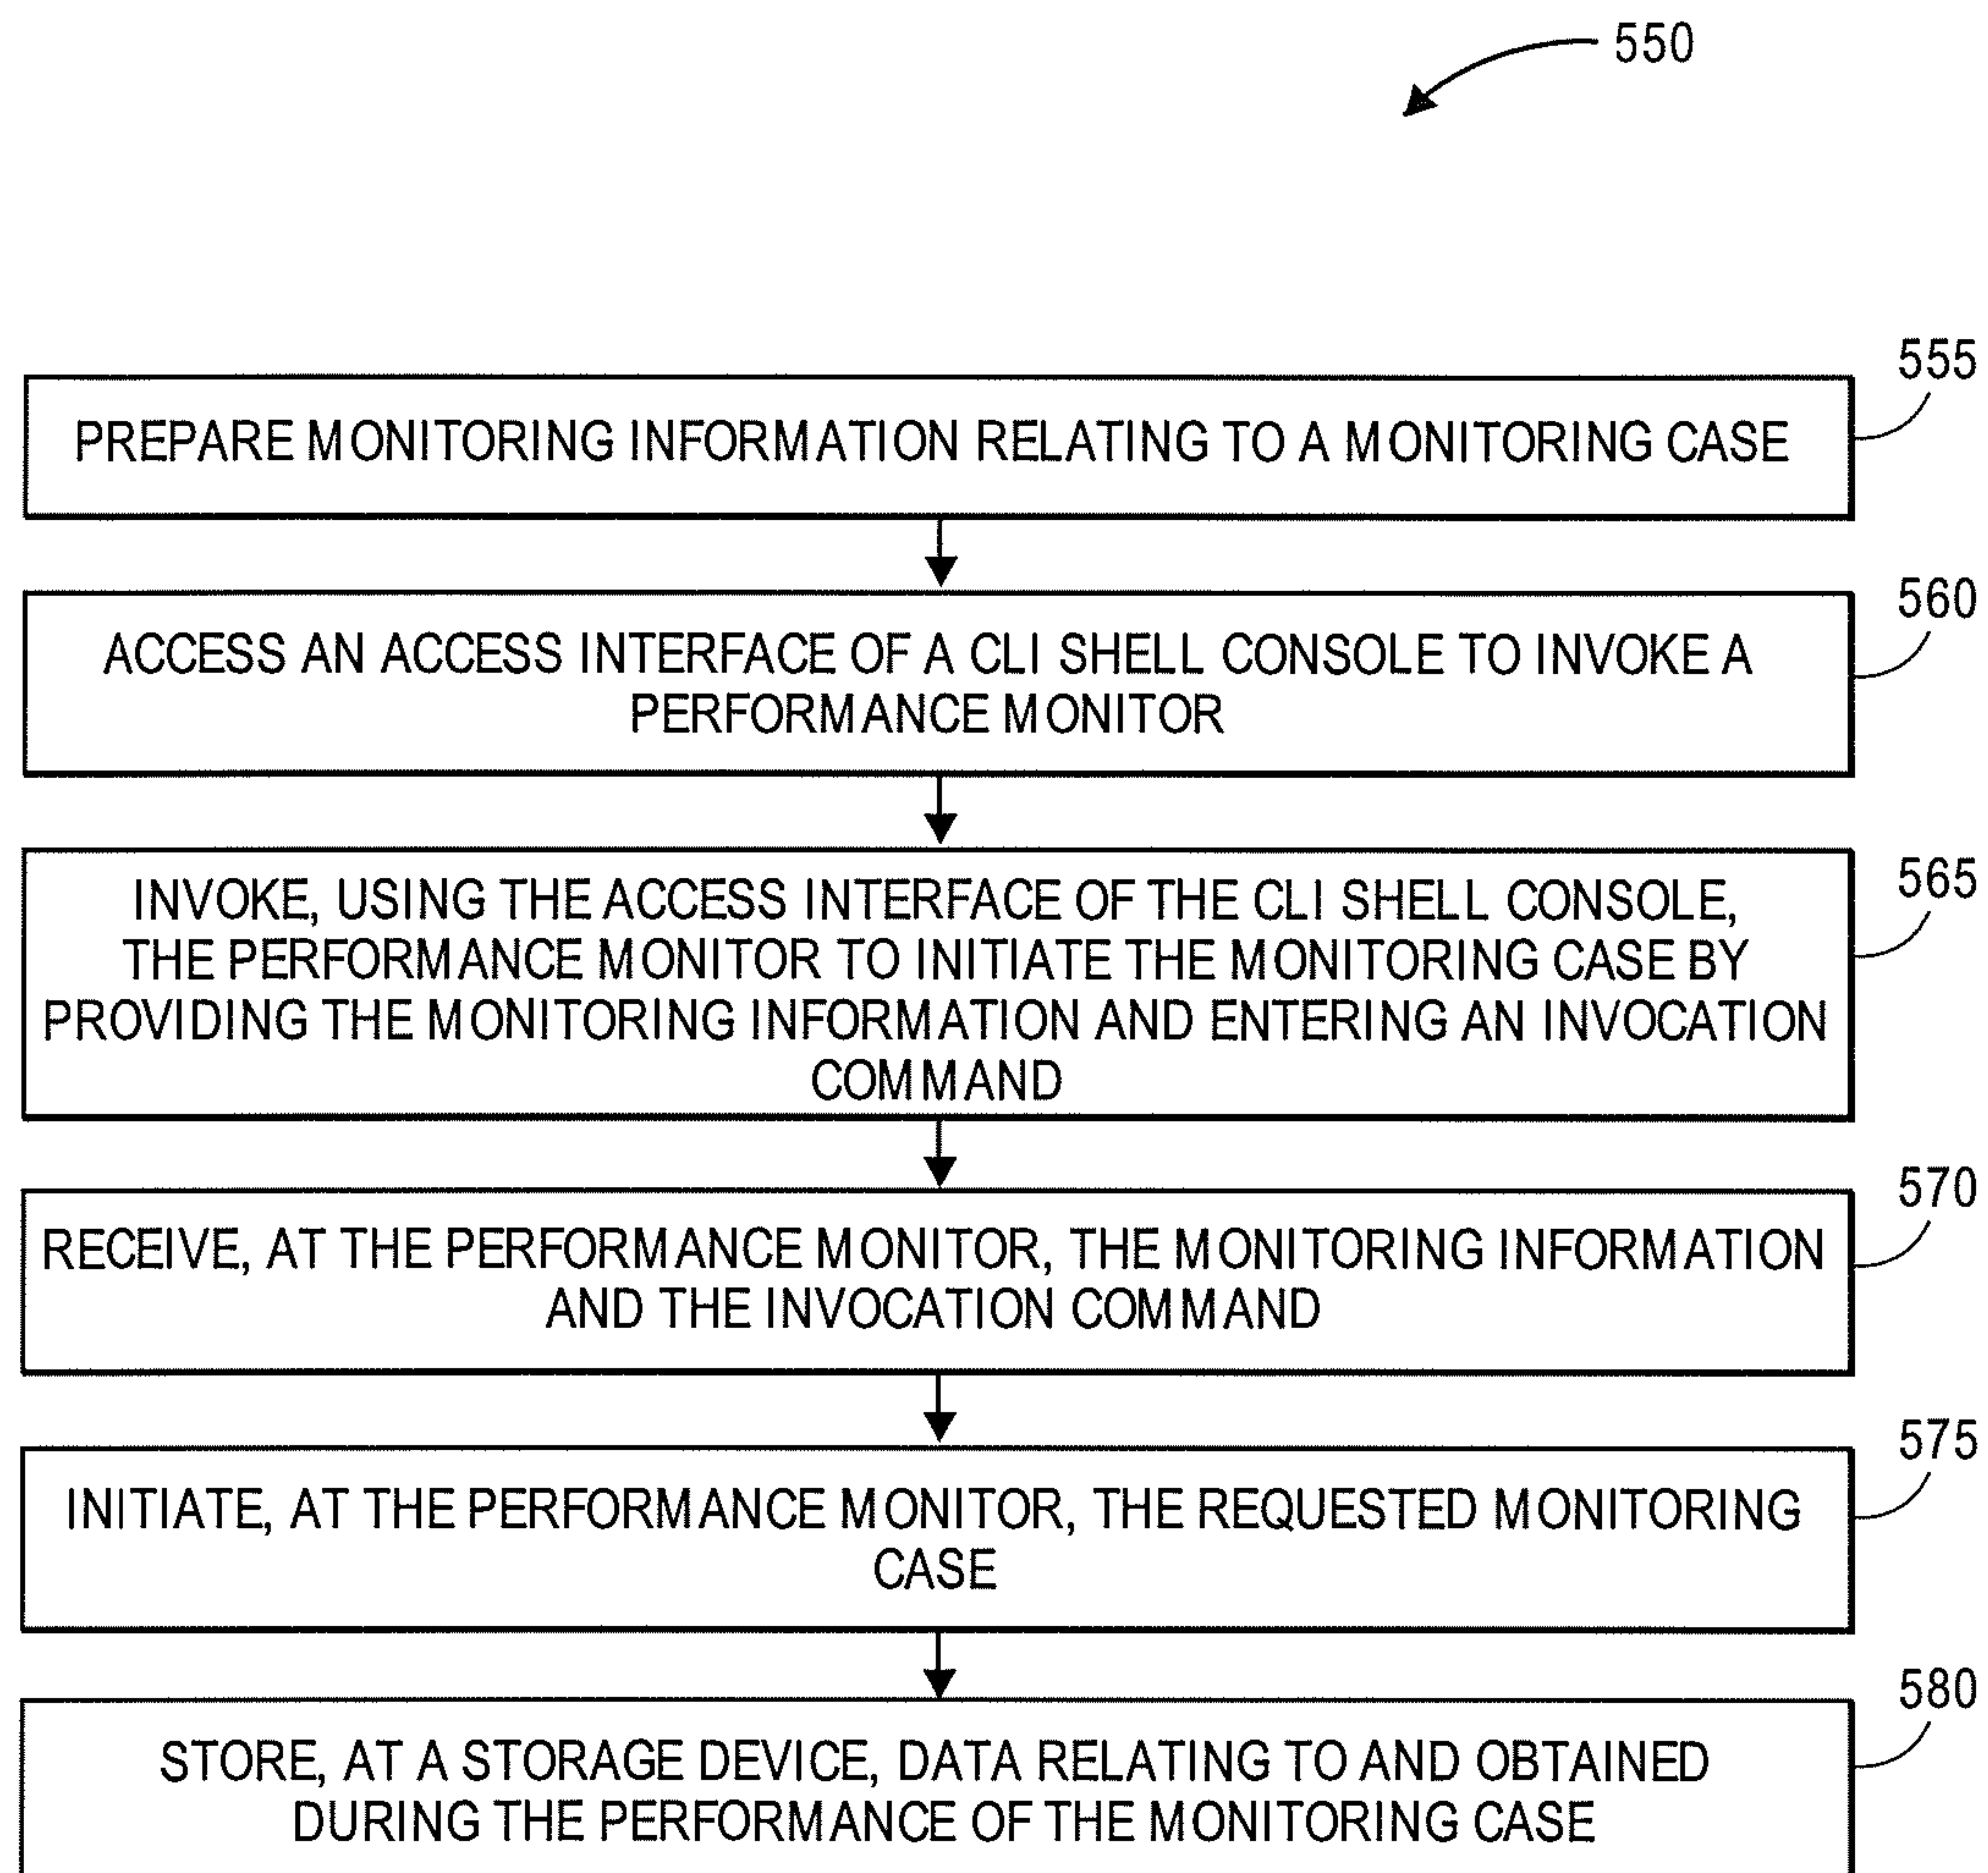 550
555
PREPARE MONITORING INFORMATION RELATING TO A MONITORING CASE
560
ACCESS AN ACCESS INTERFACE OF A CLI SHELL CONSOLE TO INVOKE A
PERFORMANCE MONITOR
565
INVOKE, USING THE ACCESS INTERFACE OF THE CLI SHELL CONSOLE,
THE PERFORMANCE MONITOR TO INITIATE THE MONITORING CASE BY
PROVIDING THE MONITORING INFORMATION AND ENTERING AN INVOCATION
COMMAND
570
RECEIVE, AT THE PERFORMANCE MONITOR, THE MONITORING INFORMATION
AND THE INVOCATION COMMAND
575
INITIATE, AT THE PERFORMANCE MONITOR, THE REQUESTED MONITORING
CASE
580
STORE, AT A STORAGE DEVICE, DATA RELATING TO AND OBTAINED
DURING THE PERFORMANCE OF THE MONITORING CASE